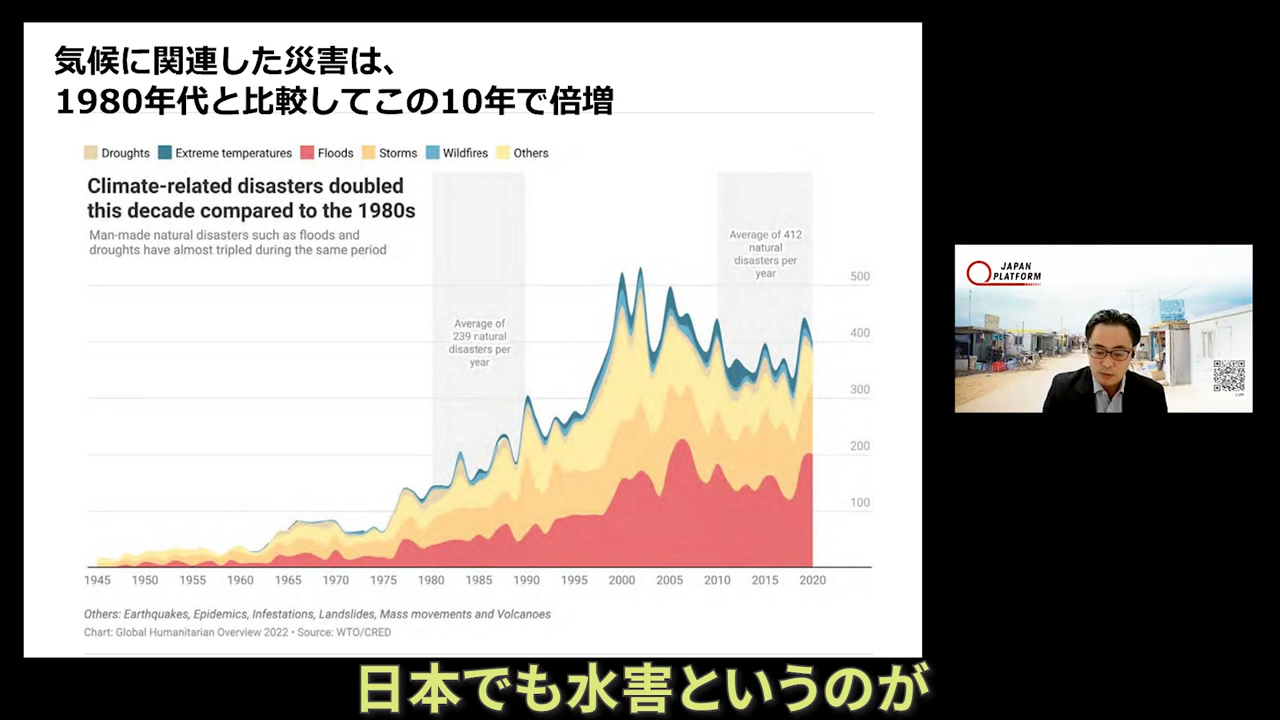 気候に関連した災害は、
1980年代と比較してこの10年で倍増
Droughts Extreme temperatures Floods Storms Wildfires Others
Climate-related disasters doubled
this decade compared to the 1980s
Man-made natural disasters such as floods and
droughts have almost tripled during the same period
Average of
239 natural
disasters per
year
Average of 412
natural
disasters per
year
500
400
300
200
100
1945 1950 1955 1960 1965 1970 1975 1980 1985 1990 1995 2000 2005 2010 2015 2020
Others: Earthquakes, Epidemics, Infestations, Landslides, Mass movements and Volcanoes
Chart: Global Humanitarian Overview 2022 • Source: WTO/CRED
JAPAN
PLATFORM
日本でも水害というのが